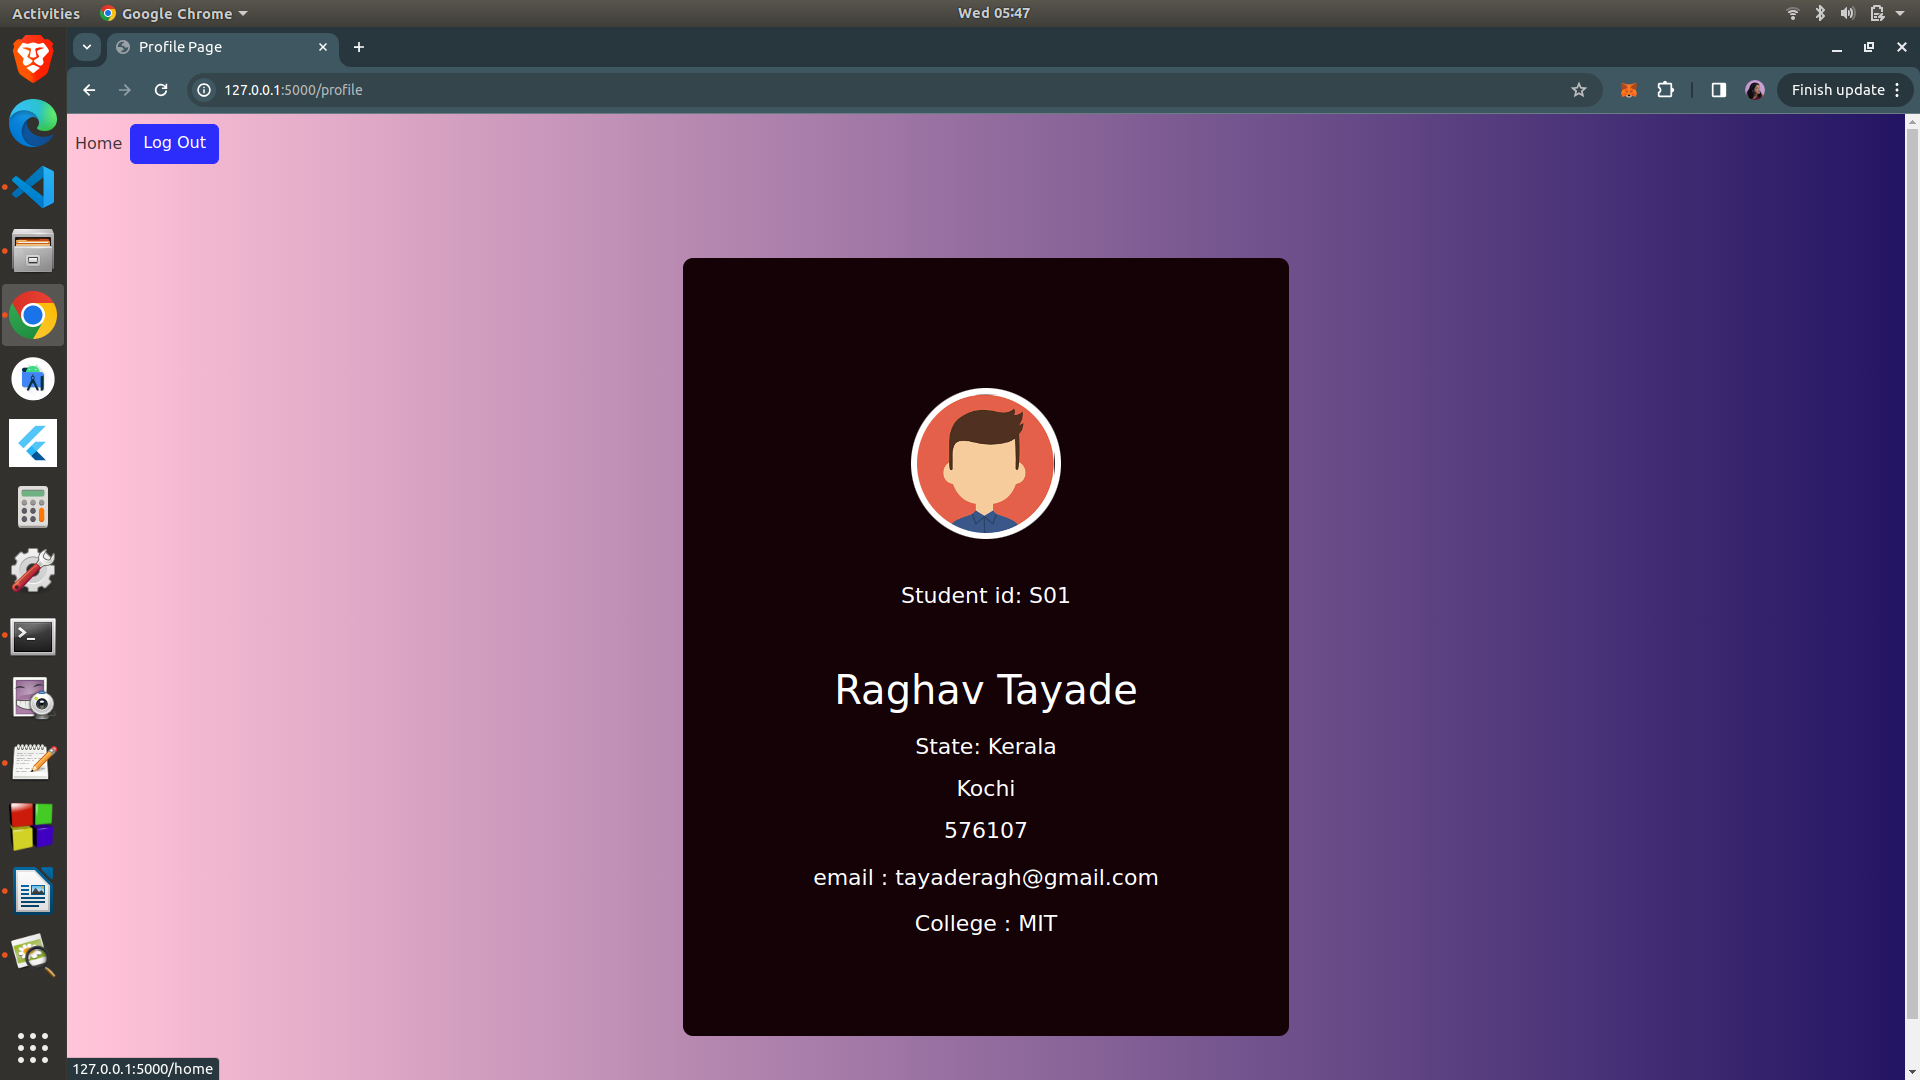 Activities Google Chrome Wed 05:47
Profile Page
127.0.0.1:5000/profile Finish update
Home Log Out
Student id: S01
Raghav Tayade
State: Kerala
Kochi
576107
email : tayaderagh@gmail.com
College : MIT
127.0.0.1:5000/home